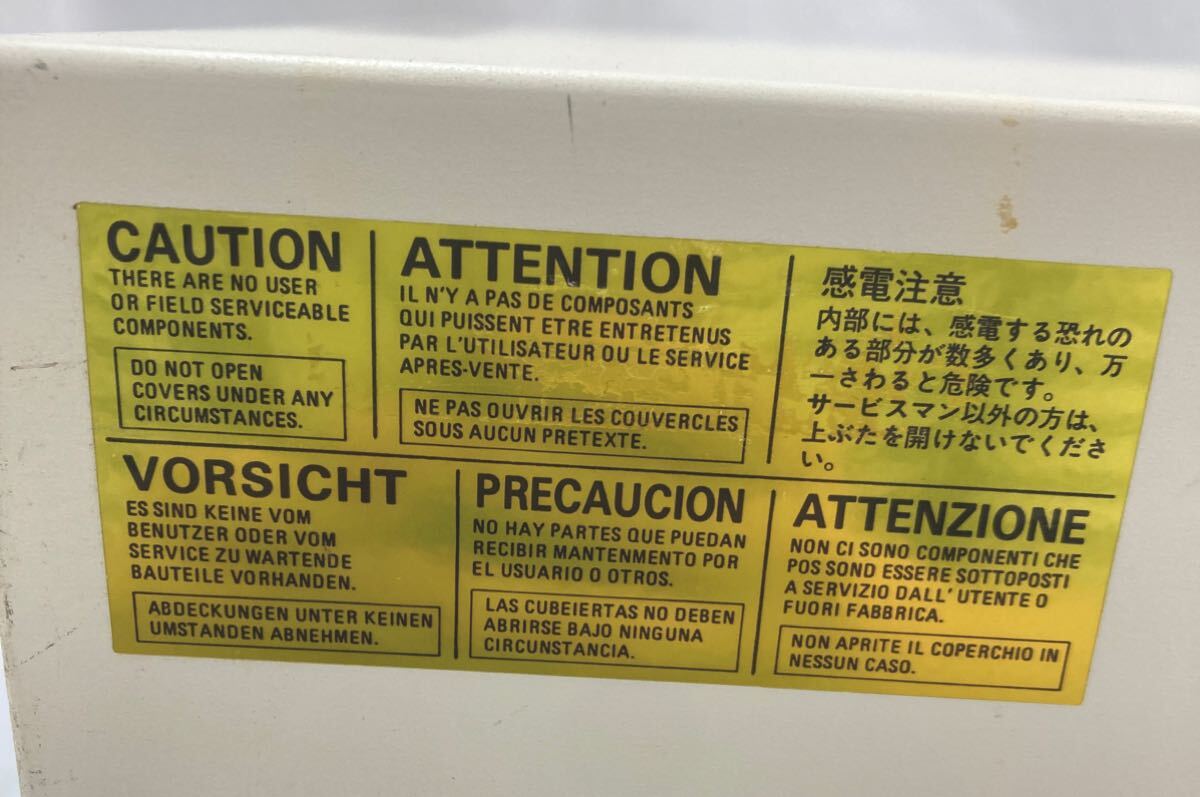 CAUTION
THERE ARE NO USER
OR FIELD SERVICEABLE
COMPONENTS.
DO NOT OPEN
COVERS UNDER ANY
CIRCUMSTANCES.
ATTENTION
IL N'Y A PAS DE COMPOSANTS
QUI PUISSENT ETRE ENTRETENUS
PAR L'UTILISATEUR OU LE SERVICE
APRES-VENTE.
NE PAS OUVRIR LES COUVERCLES
SOUS AUCUN PRETEXTE.
感電注意
内部には、感電する恐れの
ある部分が数多くあり、万
一さわると危険です。
サービスマン以外の方は、
上ぶたを開けないでくださ
い。
VORSICHT
ES SIND KEINE VOM
BENUTZER ODER VOM
SERVICE ZU WARTENDE
BAUTEILE VORHANDEN.
ABDECKUNGEN UNTER KEINEN
UMSTANDEN ABNEHMEN.
PRECAUCION
NO HAY PARTES QUE PUEDAN
RECIBIR MANTENMENTO POR
EL USUARIO O OTROS.
LAS CUBEIERTAS NO DEBEN
ABRIRSE BAJO NINGUNA
CIRCUNSTANCIA.
ATTENZIONE
NON CI SONO COMPONENTI CHE
POS SOND ESSERE SOTTOPOSTI
A SERVIZIO DALL' UTENTE O
FUORI FABBRICA.
NON APRITE IL COPERCHIO IN
NESSUN CASO.